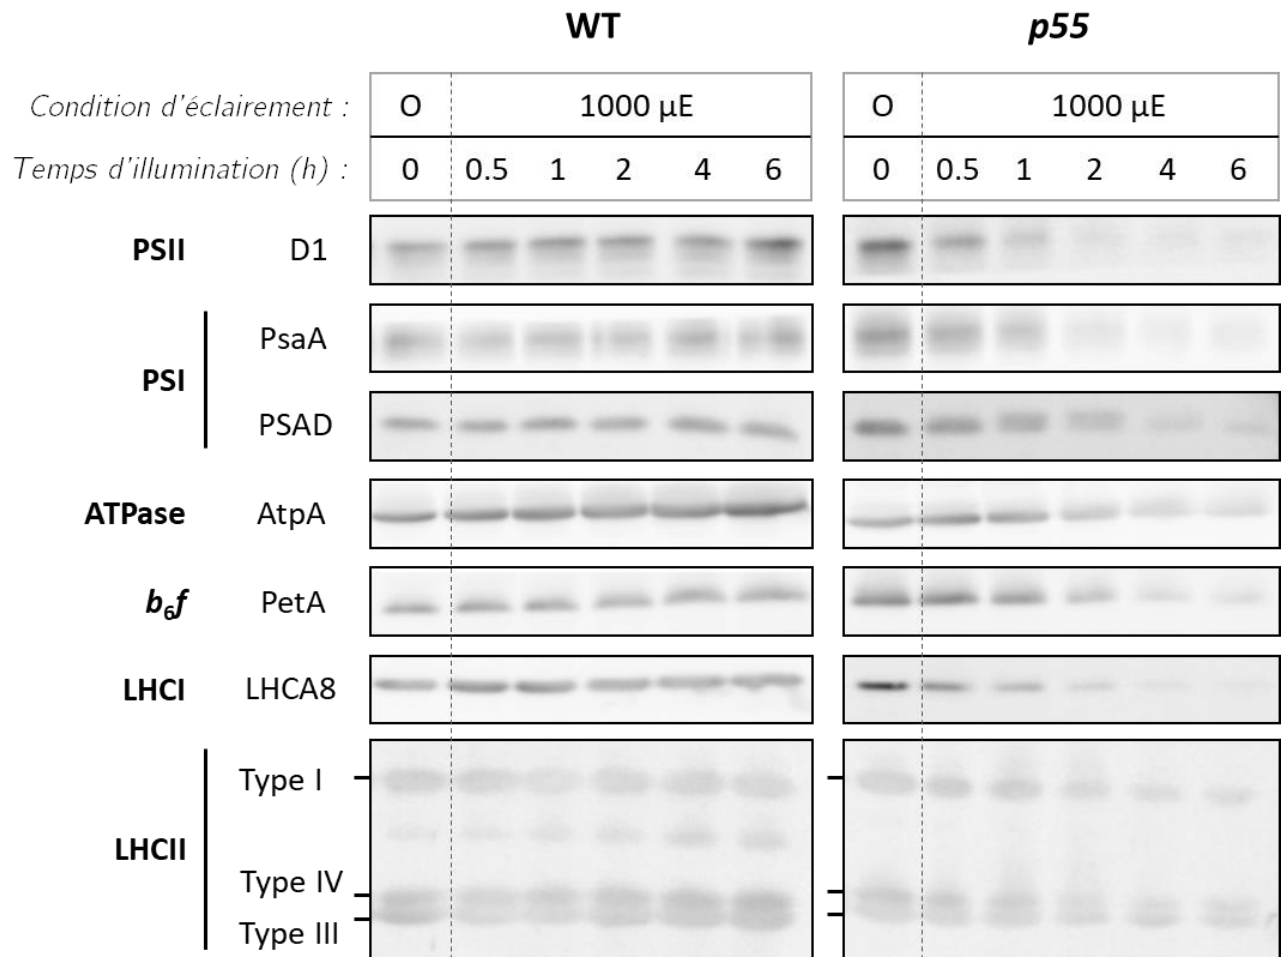 WT p55
Condition d'éclairement : O 1000 µE O 1000 µE
Temps d'illumination (h) : 0 0.5 1 2 4 6 0 0.5 1 2 4 6
PSII D1
PsaA
PSI
PSAD
ATPase AtpA
b₆f PetA
LHCI LHCA8
Type I
LHCII
Type IV
Type III